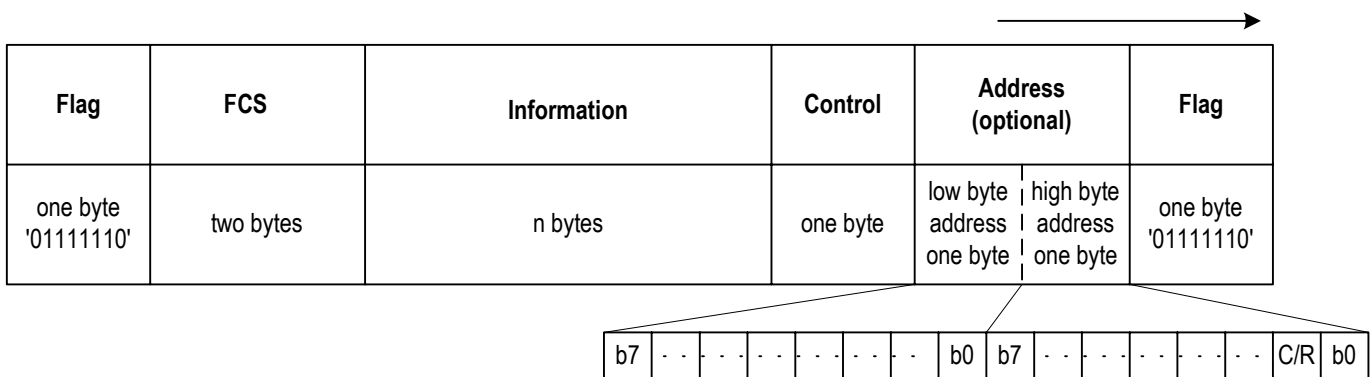 Flag
FCS
Information
Control
Address
(optional)
Flag
one byte
'01111110'
two bytes
n bytes
one byte
low byte
address
one byte
high byte
address
one byte
one byte
'01111110'
b7 - - - - - - - - - - - - b0 b7 - - - - - - - - - - C/R b0